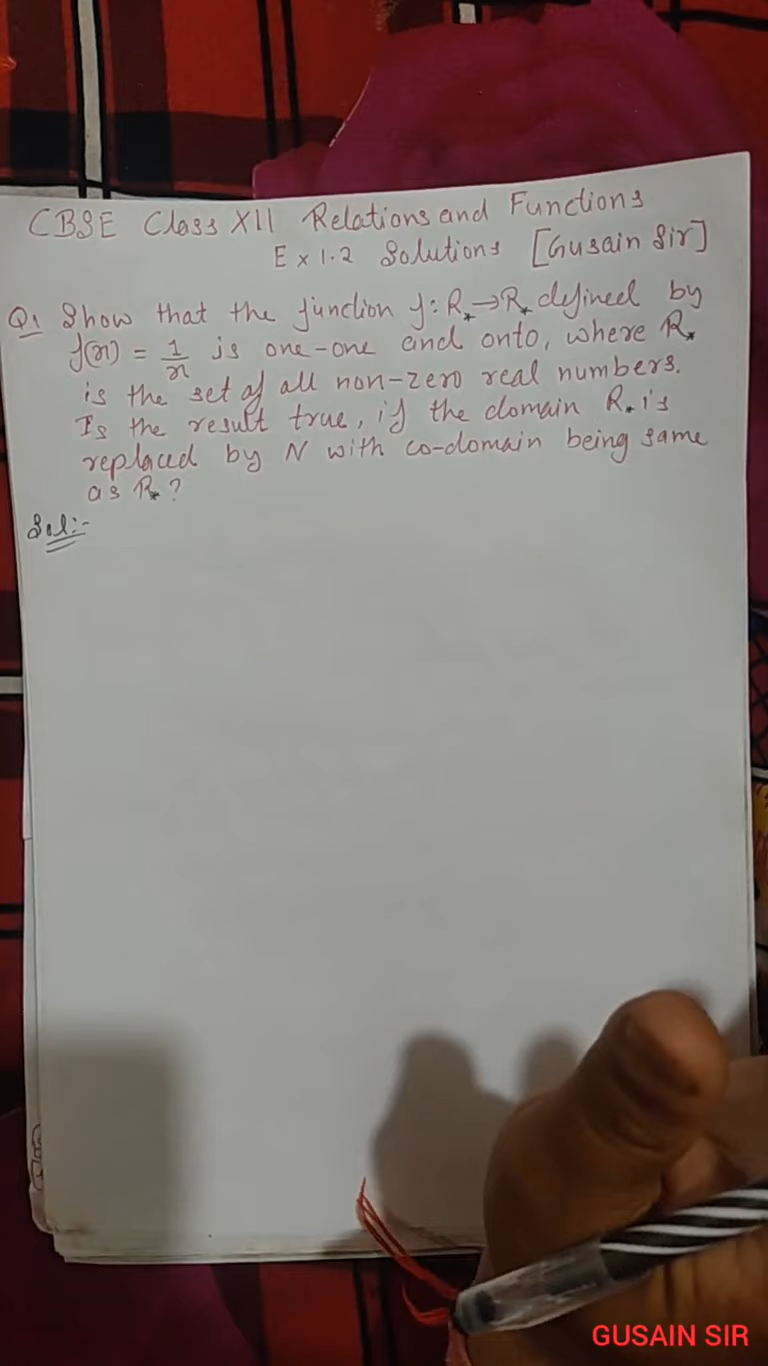 CBSE Class XII Relations and Functions
Ex 1.2 Solutions [Gusain Sir]
Q1 Show that the function f: R* → R* defined by
f(x) = 1/x is one-one and onto, where R*
is the set of all non-zero real numbers.
Is the result true, if the domain R* is
replaced by N with co-domain being same
as R*?
Sol:-
GUSAIN SIR